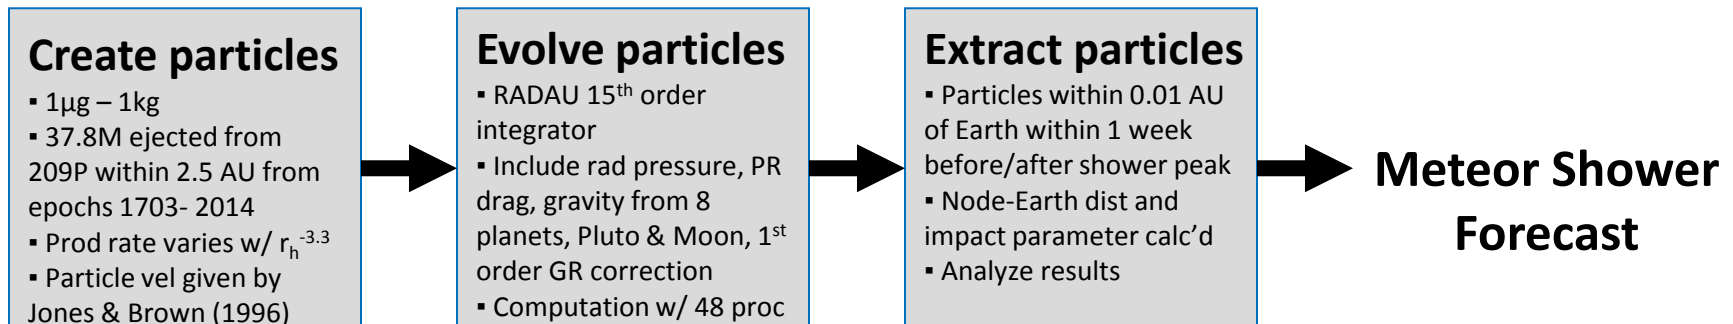 Create particles
▪ 1µg – 1kg
▪ 37.8M ejected from
209P within 2.5 AU from
epochs 1703- 2014
▪ Prod rate varies w/ rₕ⁻³·³
▪ Particle vel given by
Jones & Brown (1996)
Evolve particles
▪ RADAU 15ᵗʰ order
integrator
▪ Include rad pressure, PR
drag, gravity from 8
planets, Pluto & Moon, 1ˢᵗ
order GR correction
▪ Computation w/ 48 proc
Extract particles
▪ Particles within 0.01 AU
of Earth within 1 week
before/after shower peak
▪ Node-Earth dist and
impact parameter calc’d
▪ Analyze results
Meteor Shower
Forecast